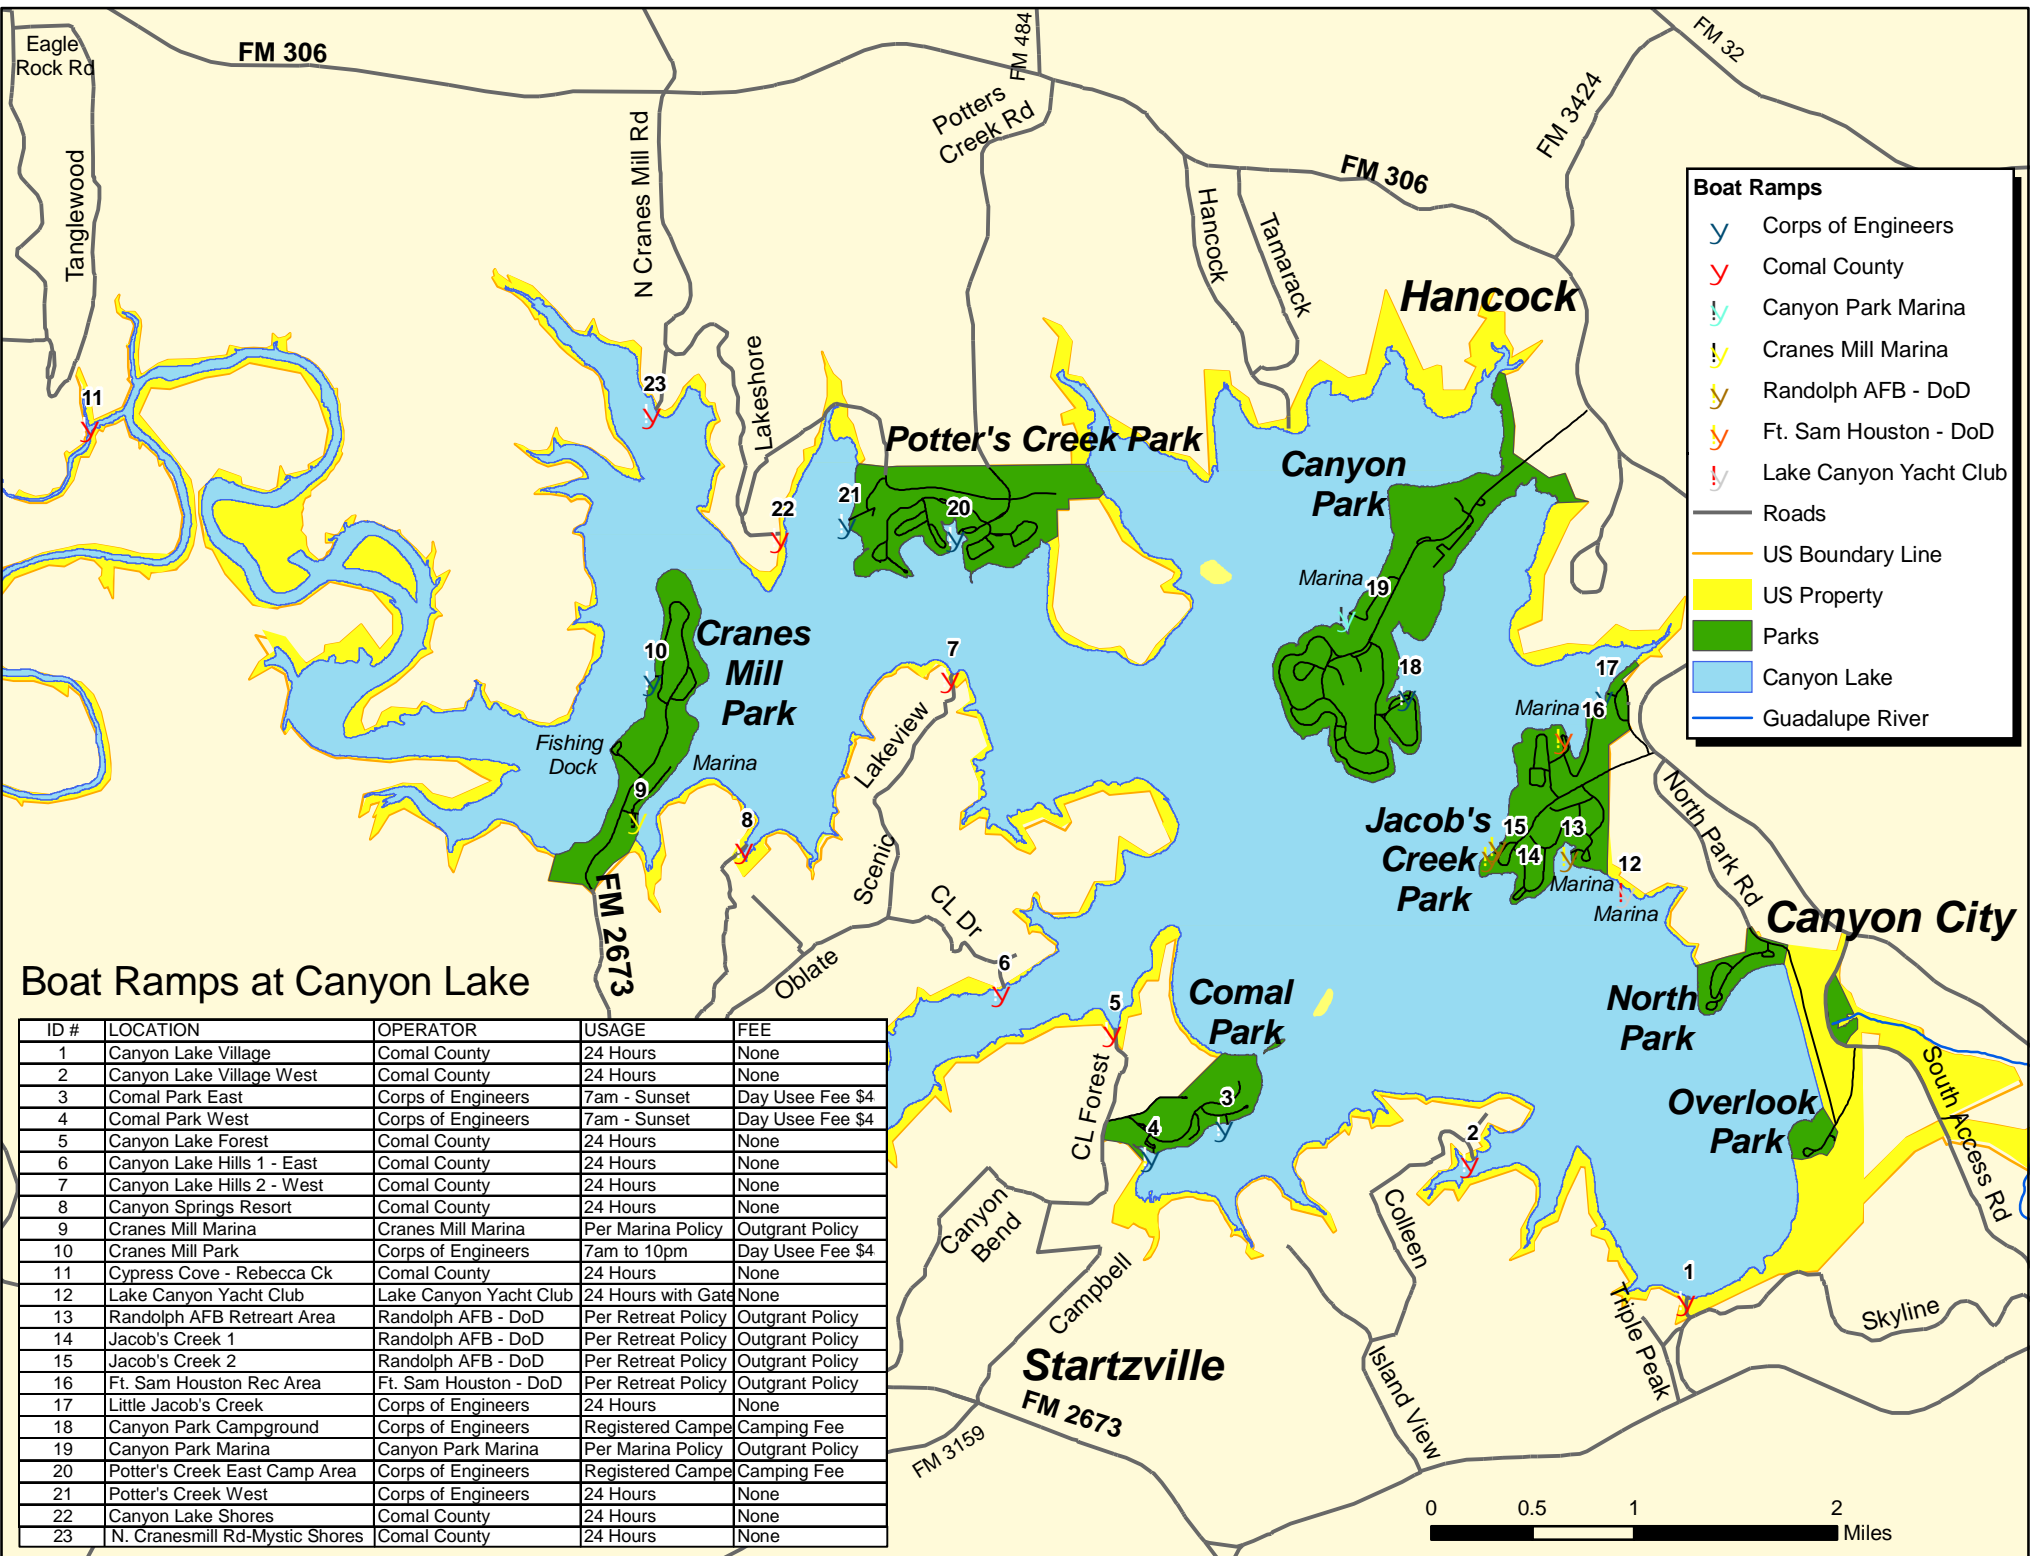 Eagle
Rock Rd
FM 306
FM 484
FM 32
Potters
Creek Rd
FM 3424
N Cranes Mill Rd
Tanglewood
FM 306
Hancock
Tamarack
Hancock
Lakeshore
Boat Ramps
Corps of Engineers
Comal County
Canyon Park Marina
Cranes Mill Marina
Randolph AFB - DoD
Ft. Sam Houston - DoD
Lake Canyon Yacht Club
Roads
US Boundary Line
US Property
Parks
Canyon Lake
Guadalupe River
11
23
22
21
20
Potter's Creek Park
Canyon
Park
Marina
19
18
17
Marina
16
10
Cranes
Mill
Park
7
Fishing
Dock
Marina
9
8
Lakeview
Scenic
CL Dr
Oblate
FM 2673
Jacob's
Creek
Park
15
13
14
12
Marina
Marina
North Park Rd
Canyon City
6
5
Comal
Park
North
Park
Overlook
Park
South Access Rd
CL Forest
3
4
2
1
Canyon
Bend
Campbell
Colleen
Island View
Triple Peak
Skyline
Startzville
FM 2673
FM 3159
Boat Ramps at Canyon Lake
ID # LOCATION OPERATOR USAGE FEE
1 Canyon Lake Village Comal County 24 Hours None
2 Canyon Lake Village West Comal County 24 Hours None
3 Comal Park East Corps of Engineers 7am - Sunset Day Usee Fee $4
4 Comal Park West Corps of Engineers 7am - Sunset Day Usee Fee $4
5 Canyon Lake Forest Comal County 24 Hours None
6 Canyon Lake Hills 1 - East Comal County 24 Hours None
7 Canyon Lake Hills 2 - West Comal County 24 Hours None
8 Canyon Springs Resort Comal County 24 Hours None
9 Cranes Mill Marina Cranes Mill Marina Per Marina Policy Outgrant Policy
10 Cranes Mill Park Corps of Engineers 7am to 10pm Day Usee Fee $4
11 Cypress Cove - Rebecca Ck Comal County 24 Hours None
12 Lake Canyon Yacht Club Lake Canyon Yacht Club 24 Hours with Gate None
13 Randolph AFB Retreart Area Randolph AFB - DoD Per Retreat Policy Outgrant Policy
14 Jacob's Creek 1 Randolph AFB - DoD Per Retreat Policy Outgrant Policy
15 Jacob's Creek 2 Randolph AFB - DoD Per Retreat Policy Outgrant Policy
16 Ft. Sam Houston Rec Area Ft. Sam Houston - DoD Per Retreat Policy Outgrant Policy
17 Little Jacob's Creek Corps of Engineers 24 Hours None
18 Canyon Park Campground Corps of Engineers Registered Campe Camping Fee
19 Canyon Park Marina Canyon Park Marina Per Marina Policy Outgrant Policy
20 Potter's Creek East Camp Area Corps of Engineers Registered Campe Camping Fee
21 Potter's Creek West Corps of Engineers 24 Hours None
22 Canyon Lake Shores Comal County 24 Hours None
23 N. Cranesmill Rd-Mystic Shores Comal County 24 Hours None
0 0.5 1 2
Miles